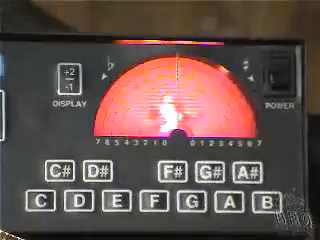 +2
-1
♭ ♯
DISPLAY POWER
7 6 5 4 3 2 1 0 0 1 2 3 4 5 6 7
C# D# F# G# A#
C D E F G A B